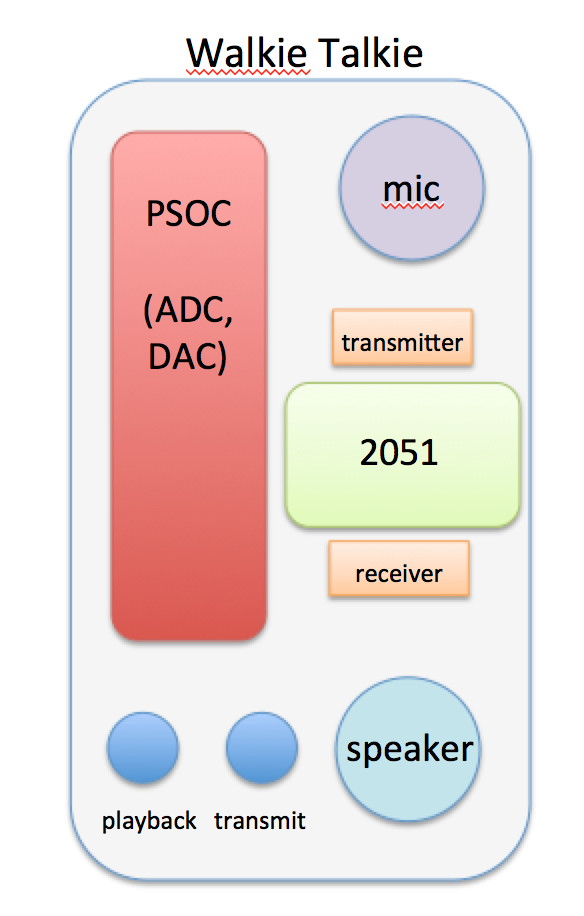 Walkie Talkie
PSOC
(ADC,
DAC)
mic
transmitter
2051
receiver
speaker
playback
transmit